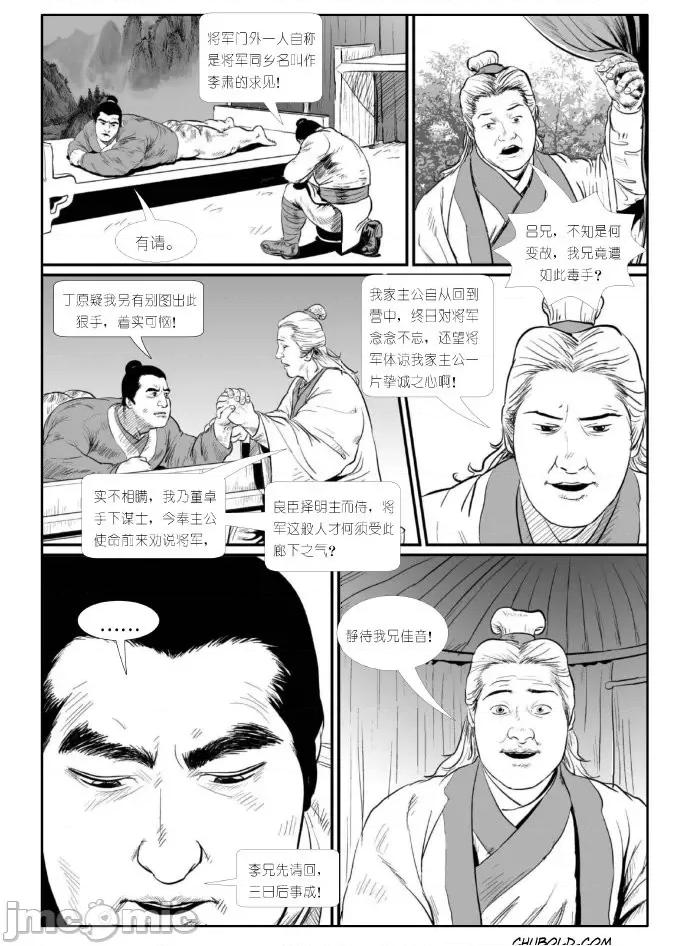 将军门外一人自称
是将军同乡名叫作
李肃的求见!
有请。
吕兄，不知是何
变故，我兄竟遭
如此毒手?
丁原疑我另有别图出此
狠手，着实可恼!
实不相瞒，我乃董卓
手下谋士，今奉主公
使命前来劝说将军，
良臣择明主而侍，将
军这般人才何须受此
廊下之气?
我家主公自从回到
营中，终日对将军
念念不忘，还望将
军体谅我家主公一
片挚诚之心啊!
......
李兄先请回，
三日后事成!
静待我兄佳音!
jmcomic
CHUBOLD.COM